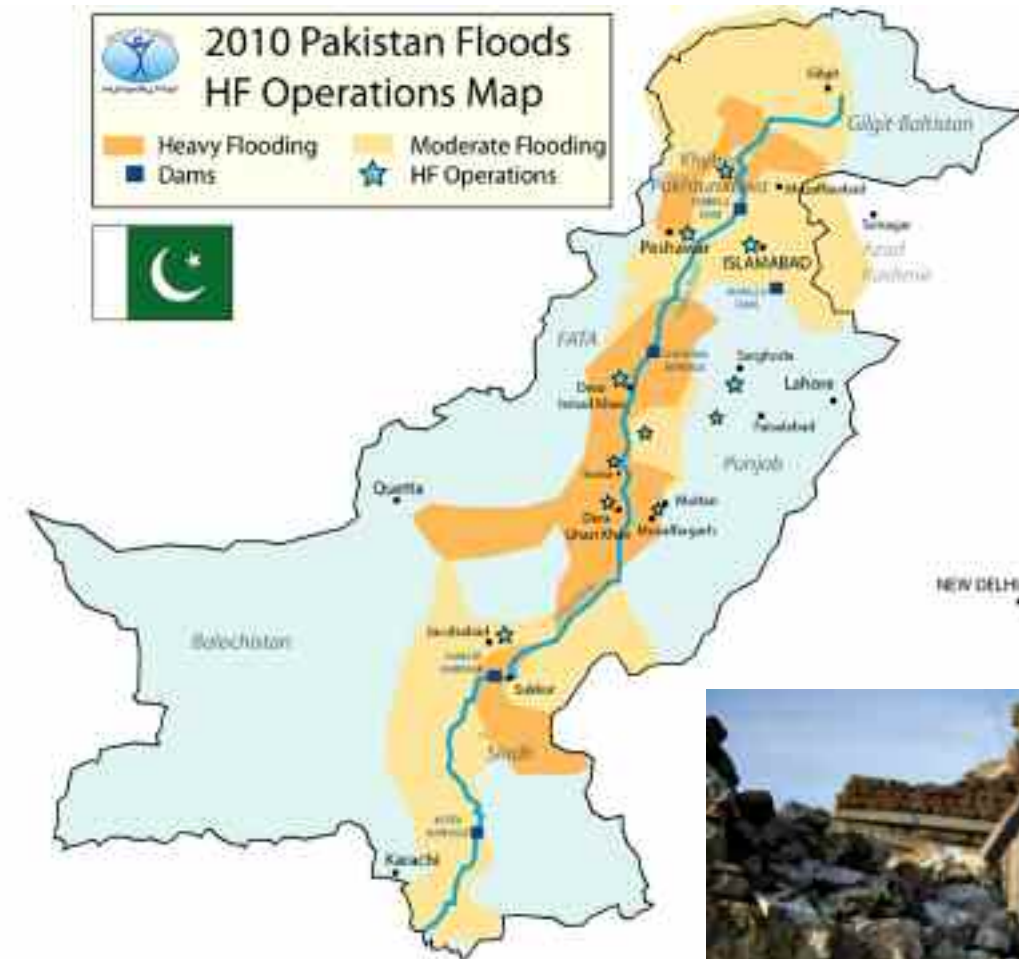 2010 Pakistan Floods
HF Operations Map
Heavy Flooding
Moderate Flooding
Dams
HF Operations
Gilgit
Gilgit Baltistan
Muzaffarabad
Srinagar
Azad
Kashmir
Peshawar
ISLAMABAD
FATA
Sarghoda
Lahore
Dera
Ismail Khan
Faisalabad
Punjab
Quetta
Multan
Dera
Ghazi Khan
Muzaffargarh
NEW DELHI
Balochistan
Jacobabad
Sukkur
Sindh
Karachi